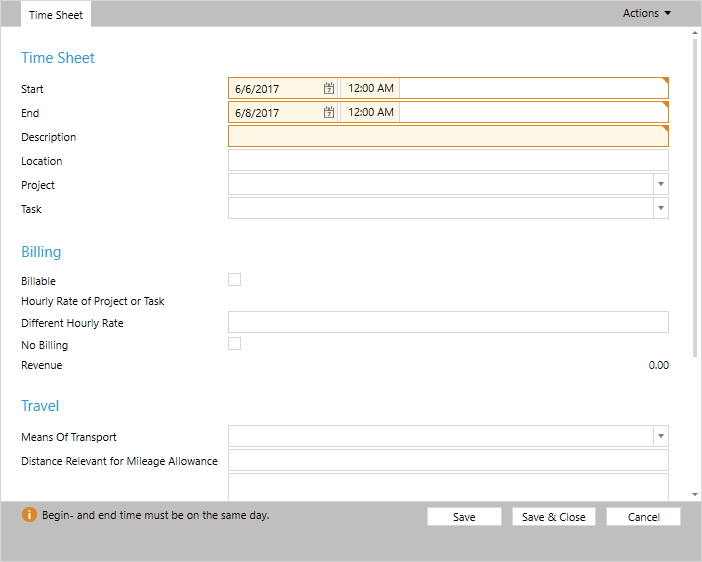 Time Sheet
Actions
Time Sheet
Start 6/6/2017 7 12:00 AM
End 6/8/2017 7 12:00 AM
Description
Location
Project
Task
Billing
Billable
Hourly Rate of Project or Task
Different Hourly Rate
No Billing
Revenue 0.00
Travel
Means Of Transport
Distance Relevant for Mileage Allowance
Begin- and end time must be on the same day.
Save Save & Close Cancel